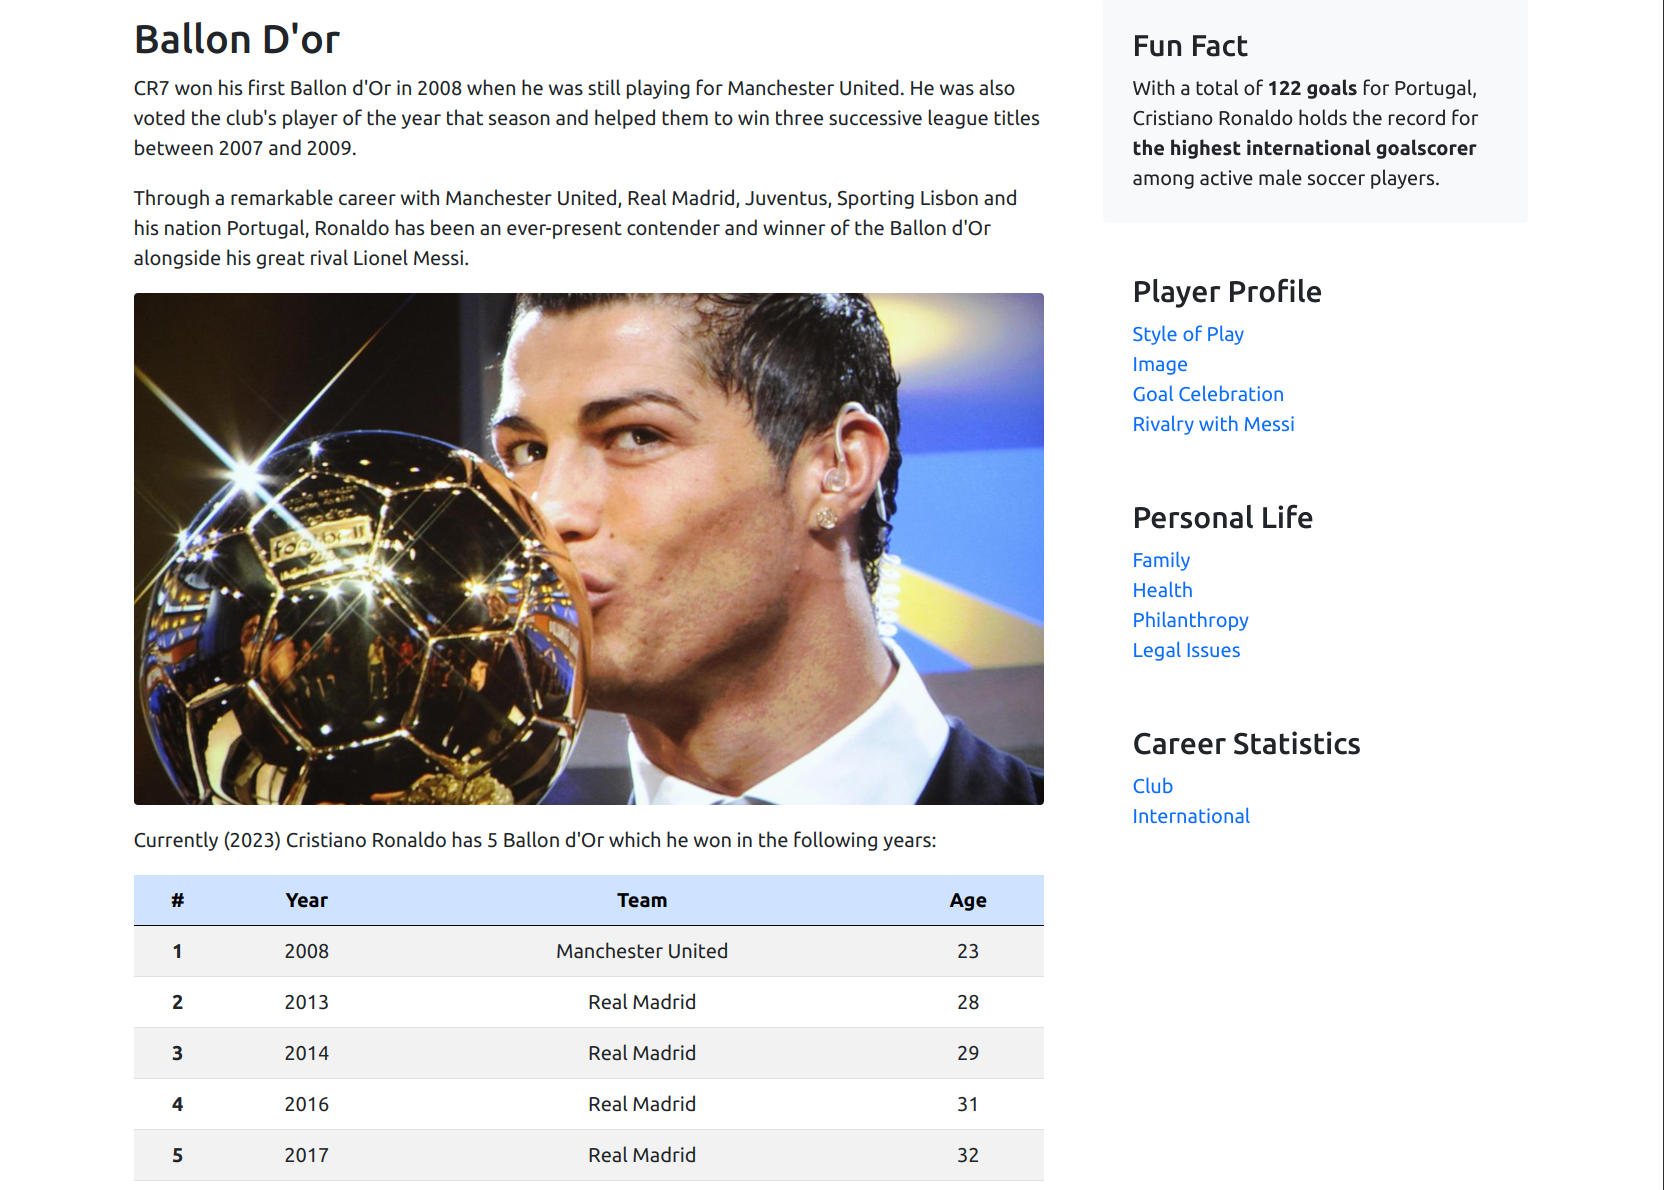 Ballon D'or
CR7 won his first Ballon d'Or in 2008 when he was still playing for Manchester United. He was also
voted the club's player of the year that season and helped them to win three successive league titles
between 2007 and 2009.
Through a remarkable career with Manchester United, Real Madrid, Juventus, Sporting Lisbon and
his nation Portugal, Ronaldo has been an ever-present contender and winner of the Ballon d'Or
alongside his great rival Lionel Messi.
football
Currently (2023) Cristiano Ronaldo has 5 Ballon d'Or which he won in the following years:
# Year Team Age
1 2008 Manchester United 23
2 2013 Real Madrid 28
3 2014 Real Madrid 29
4 2016 Real Madrid 31
5 2017 Real Madrid 32
Fun Fact
With a total of 122 goals for Portugal,
Cristiano Ronaldo holds the record for
the highest international goalscorer
among active male soccer players.
Player Profile
Style of Play
Image
Goal Celebration
Rivalry with Messi
Personal Life
Family
Health
Philanthropy
Legal Issues
Career Statistics
Club
International